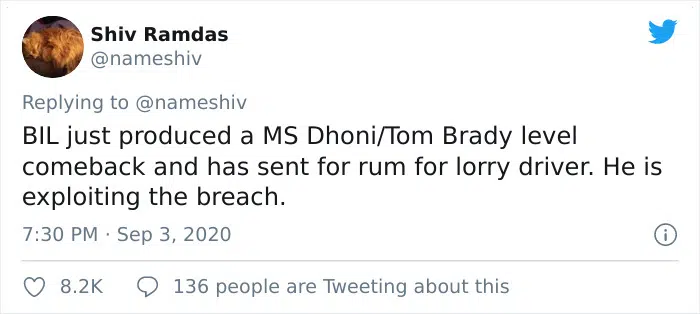 Shiv Ramdas
@nameshiv
Replying to @nameshiv
BIL just produced a MS Dhoni/Tom Brady level
comeback and has sent for rum for lorry driver. He is
exploiting the breach.
7:30 PM · Sep 3, 2020
8.2K 136 people are Tweeting about this